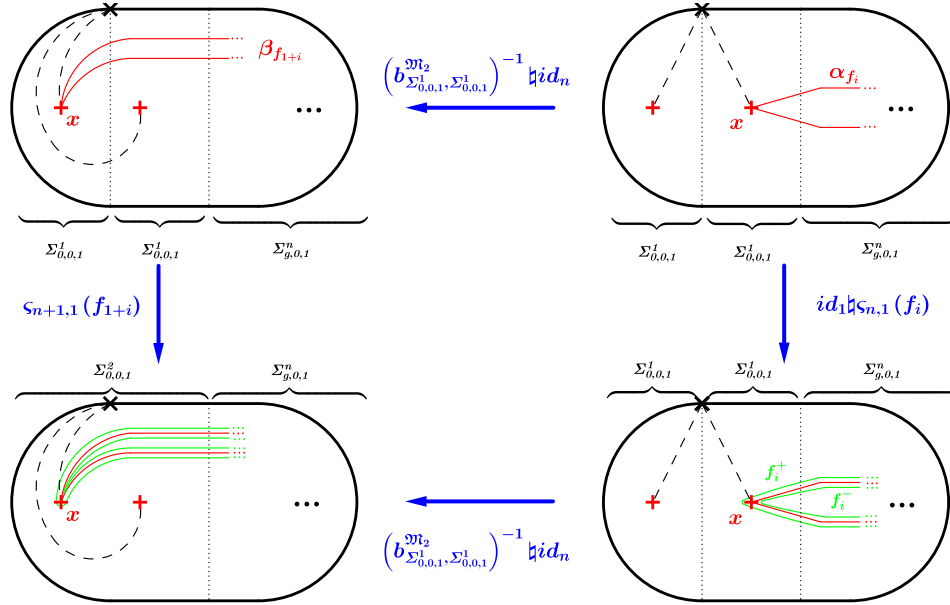 β_{f_{1+i}}
x
...
...
•••
(b^{𝔐_2}_{Σ^1_{0,0,1},Σ^1_{0,0,1}})^{-1} ♮id_n
α_{f_i}
x
...
...
•••
Σ^1_{0,0,1} Σ^1_{0,0,1} Σ^n_{g,0,1}
Σ^1_{0,0,1} Σ^1_{0,0,1} Σ^n_{g,0,1}
ς_{n+1,1} (f_{1+i})
id_1♮ς_{n,1} (f_i)
Σ^2_{0,0,1} Σ^n_{g,0,1}
Σ^1_{0,0,1} Σ^1_{0,0,1} Σ^n_{g,0,1}
x
...
...
...
...
...
...
•••
(b^{𝔐_2}_{Σ^1_{0,0,1},Σ^1_{0,0,1}})^{-1} ♮id_n
f_i^+
f_i^-
x
...
...
...
...
...
...
•••